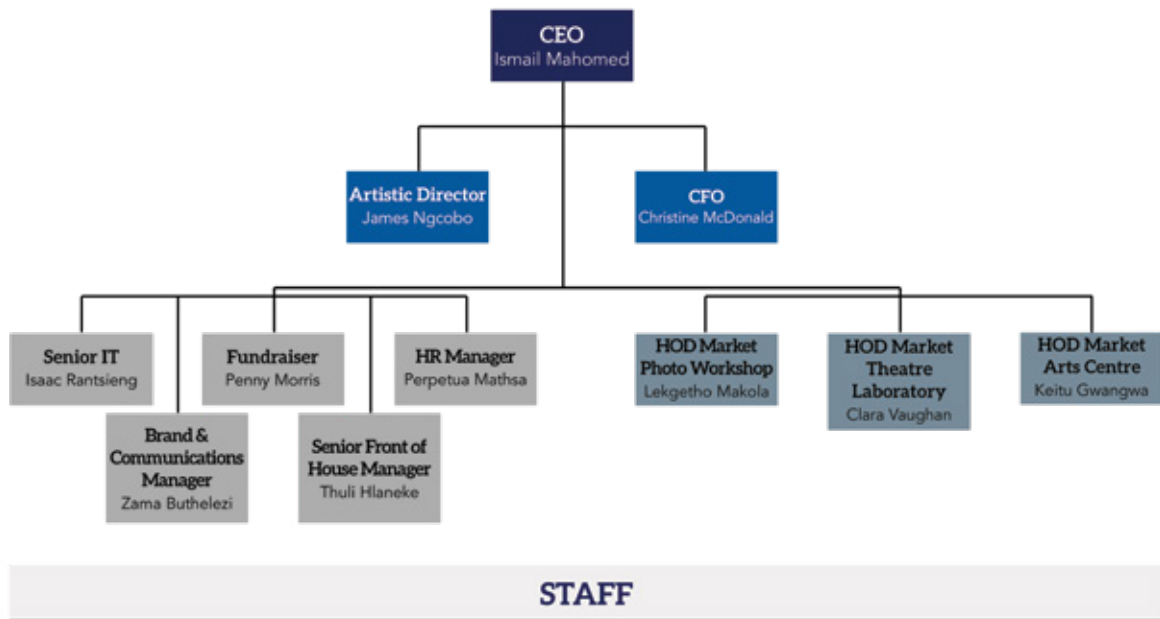 CEO
Ismail Mahomed
Artistic Director
James Ngcobo
CFO
Christine McDonald
Senior IT
Isaac Rantsieng
Fundraiser
Penny Morris
HR Manager
Perpetua Mathsa
HOD Market
Photo Workshop
Lekgetho Makola
HOD Market
Theatre
Laboratory
Clara Vaughan
HOD Market
Arts Centre
Keitu Gwangwa
Brand &
Communications
Manager
Zama Buthelezi
Senior Front of
House Manager
Thuli Hlaneke
STAFF